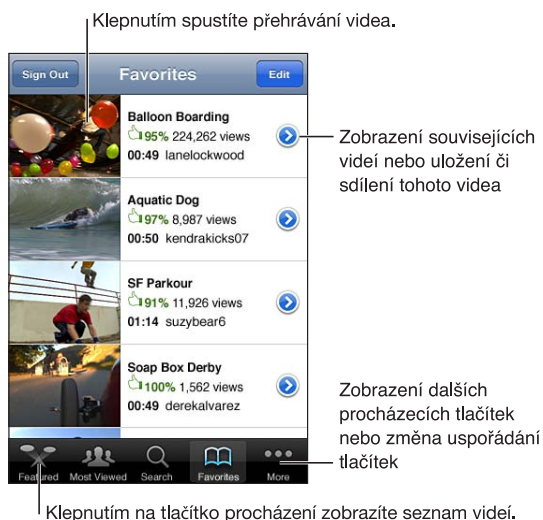 Klepnutím spustíte přehrávání videa.
Sign Out
Favorites
Edit
Balloon Boarding
95% 224,262 views
00:49 lanelockwood
Zobrazení souvisejících
videí nebo uložení či
sdílení tohoto videa
Aquatic Dog
97% 8,987 views
00:50 kendrakicks07
SF Parkour
91% 11,926 views
01:14 suzybear6
Soap Box Derby
100% 1,562 views
00:49 derekalvarez
Zobrazení dalších
procházecích tlačítek
nebo změna uspořádání
tlačítek
Featured
Most Viewed
Search
Favorites
More
Klepnutím na tlačítko procházení zobrazíte seznam videí.